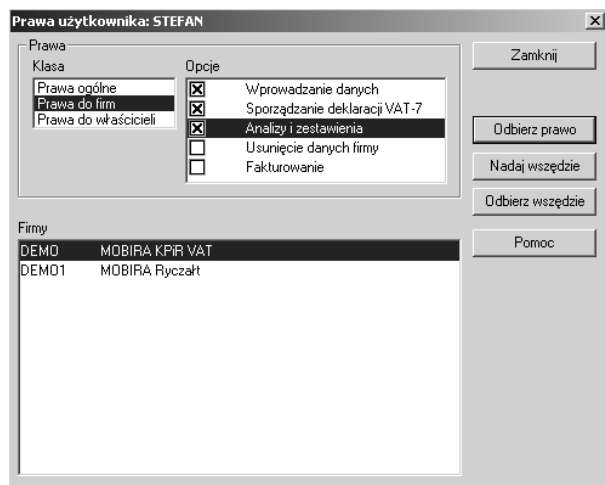 Prawa użytkownika: STEFAN
Prawa
Klasa
Opcje
Prawa ogólne
Prawa do firm
Prawa do właścicieli
Wprowadzanie danych
Sporządzanie deklaracji VAT-7
Analizy i zestawienia
Usunięcie danych firmy
Fakturowanie
Zamknij
Odbierz prawo
Nadaj wszędzie
Odbierz wszędzie
Pomoc
Firmy
DEMO MOBIRA KPiR VAT
DEMO1 MOBIRA Ryczałt